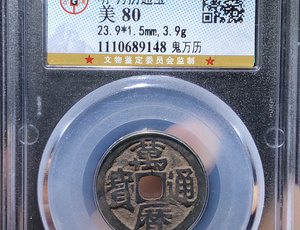 美 80
23.9*1.5mm, 3.9g
1110689148 鬼万历
★ 文物鉴定委员会监制 ★
萬
寶 通
曆